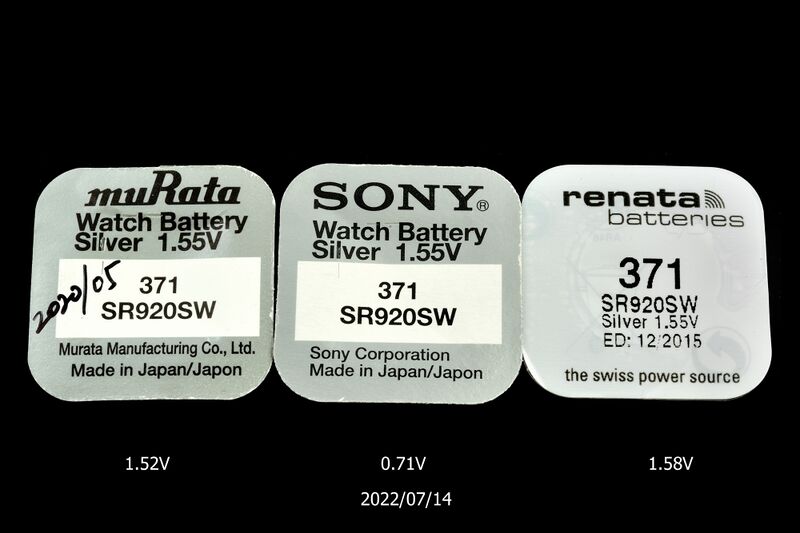 muRata
Watch Battery
Silver 1.55V
2020/05
371
SR920SW
Murata Manufacturing Co., Ltd.
Made in Japan/Japon
SONY®
Watch Battery
Silver 1.55V
371
SR920SW
Sony Corporation
Made in Japan/Japon
renata
batteries
371
SR920SW
Silver 1.55V
ED: 12/2015
the swiss power source
1.52V
0.71V
1.58V
2022/07/14